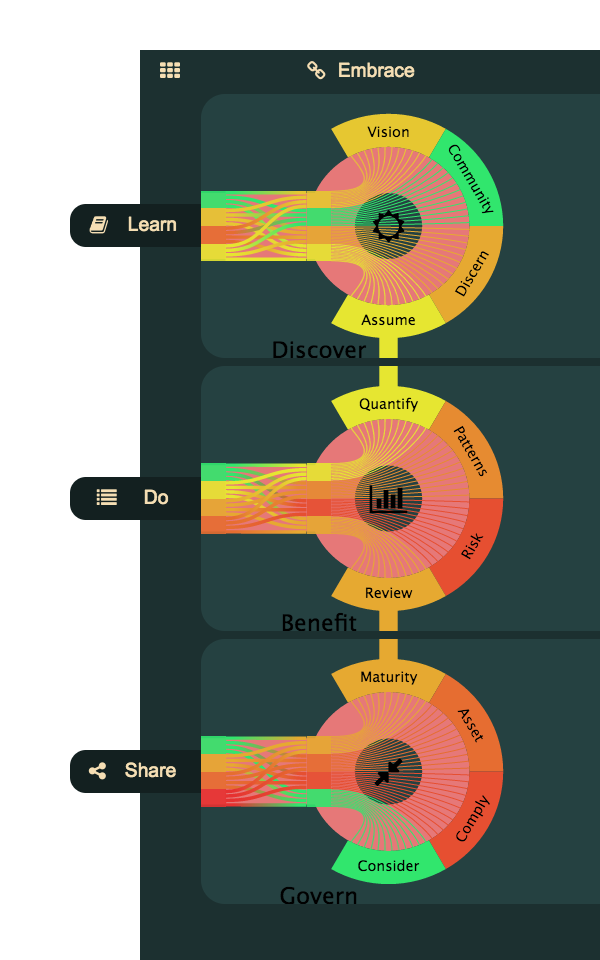 Embrace
Vision
Community
Learn
Discern
Assume
Discover
Quantify
Patterns
Do
Risk
Review
Benefit
Maturity
Asset
Share
Comply
Consider
Govern